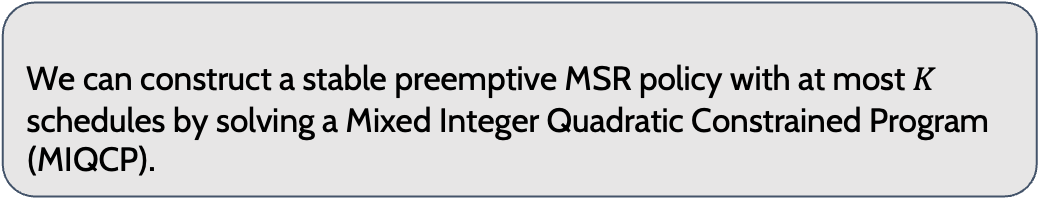 We can construct a stable preemptive MSR policy with at most K
schedules by solving a Mixed Integer Quadratic Constrained Program
(MIQCP).